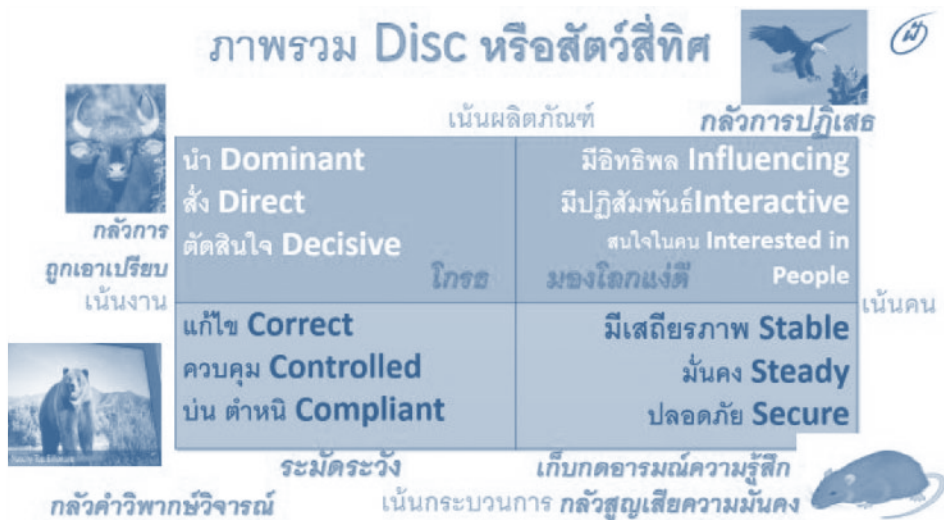 ภาพรวม Disc หรือสัตว์สี่ทิศ
เน้นผลิตภัณฑ์
กลัวการปฏิเสธ
นำ Dominant
สั่ง Direct
ตัดสินใจ Decisive
โกรธ
มีอิทธิพล Influencing
มีปฏิสัมพันธ์Interactive
สนใจในคน Interested in
People
มองโลกแง่ดี
กลัวการ
ถูกเอาเปรียบ
เน้นงาน
เน้นคน
แก้ไข Correct
ควบคุม Controlled
บ่น ตำหนิ Compliant
มีเสถียรภาพ Stable
มั่นคง Steady
ปลอดภัย Secure
ระมัดระวัง
เก็บกดอารมณ์ความรู้สึก
กลัวคำวิพากษ์วิจารณ์
เน้นกระบวนการ กลัวสูญเสียความมั่นคง